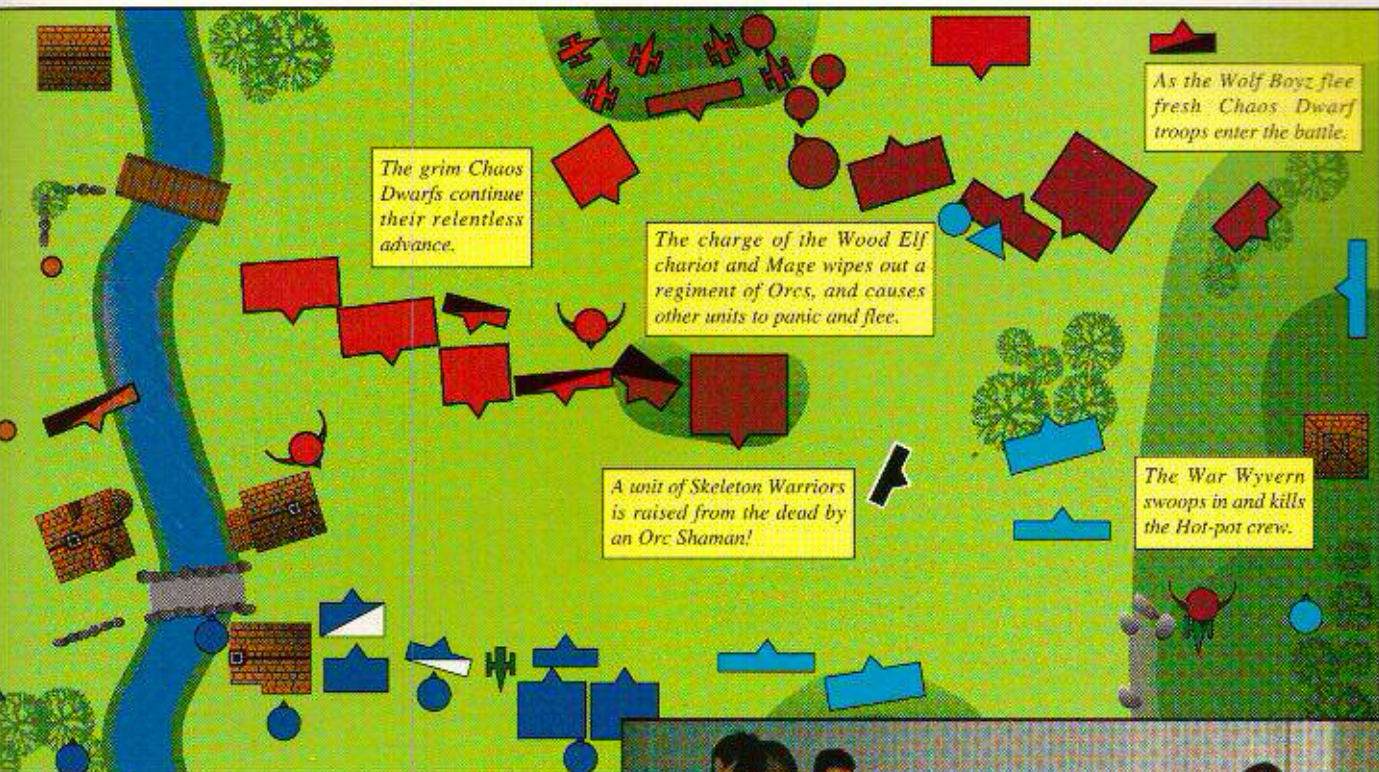 As the Wolf Boyz flee
fresh Chaos Dwarf
troops enter the battle.
The grim Chaos
Dwarfs continue
their relentless
advance.
The charge of the Wood Elf
chariot and Mage wipes out a
regiment of Orcs, and causes
other units to panic and flee.
A unit of Skeleton Warriors
is raised from the dead by
an Orc Shaman!
The War Wyvern
swoops in and kills
the Hot-pot crew.